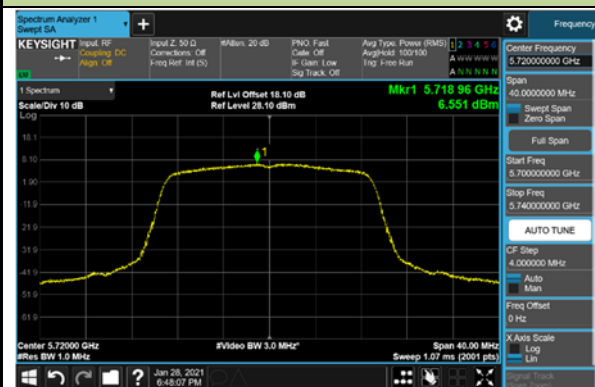 Spectrum Analyzer 1
Swept SA
Frequency
KEYSIGHT
Input: RF
Coupling: DC
Align: Off
Input Z: 50 Ω
Corrections: Off
Freq Ref: Int (S)
#Atten: 20 dB
PNO: Fast
Gate: Off
IF Gain: Low
Sig Track: Off
Avg Type: Power (RMS)
Avg|Hold: 100/100
Trig: Free Run
1 2 3 4 5 6
A W W W W W
A N N N N N
1 Spectrum
Scale/Div 10 dB
Log
Ref Lvl Offset 18.10 dB
Ref Level 28.10 dBm
Mkr1 5.718 96 GHz
6.551 dBm
1
18.1
8.10
-1.90
-11.9
-21.9
-31.9
-41.9
-51.9
-61.9
Center 5.72000 GHz
#Res BW 1.0 MHz
#Video BW 3.0 MHz*
Span 40.00 MHz
Sweep 1.07 ms (2001 pts)
Center Frequency
5.720000000 GHz
Span
40.0000000 MHz
Swept Span
Zero Span
Full Span
Start Freq
5.700000000 GHz
Stop Freq
5.740000000 GHz
AUTO TUNE
CF Step
4.000000 MHz
Auto
Man
Freq Offset
0 Hz
X Axis Scale
Log
Lin
Signal Track
Jan 28, 2021
6:48:07 PM